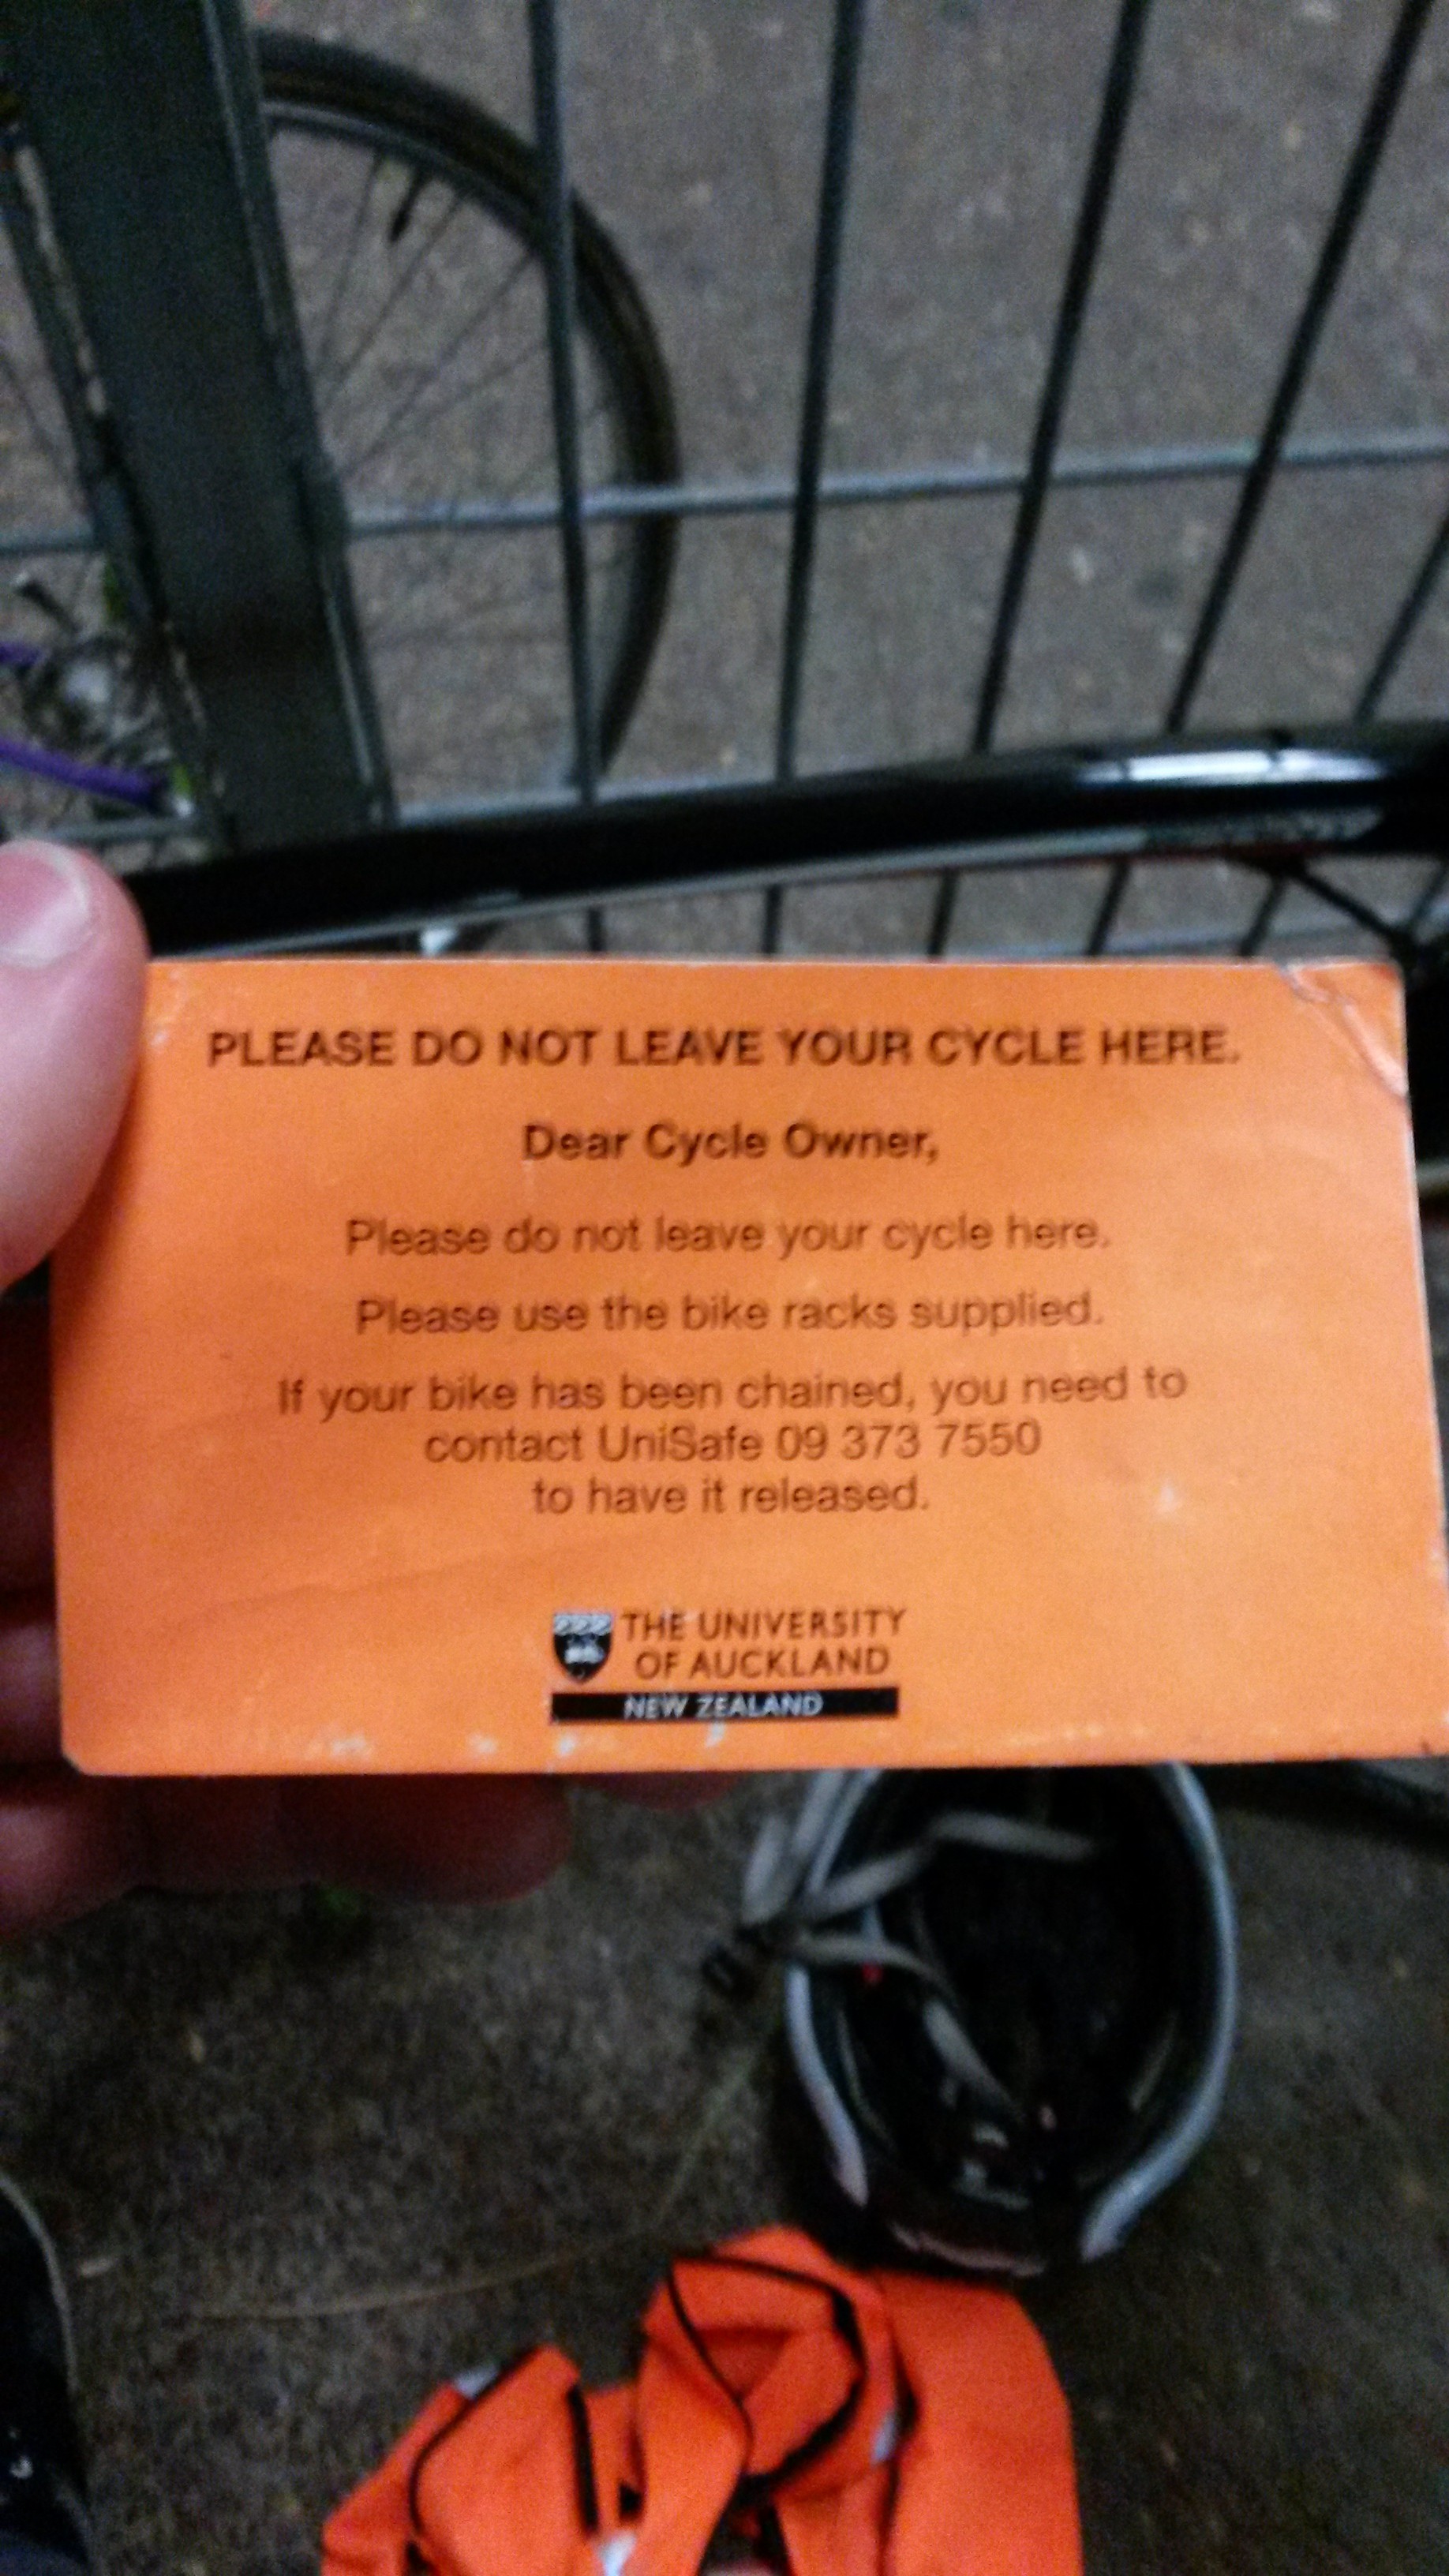 PLEASE DO NOT LEAVE YOUR CYCLE HERE.
Dear Cycle Owner,
Please do not leave your cycle here.
Please use the bike racks supplied.
If your bike has been chained, you need to
contact UniSafe 09 373 7550
to have it released.
THE UNIVERSITY
OF AUCKLAND
NEW ZEALAND